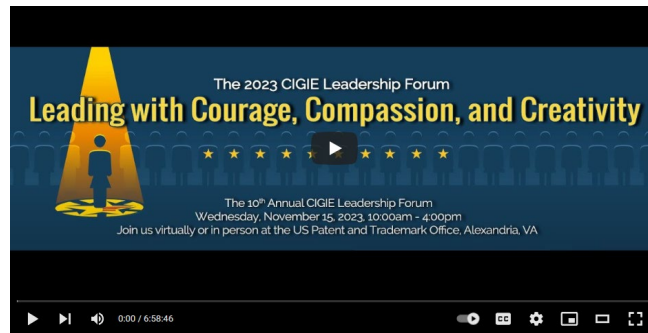 The 2023 CIGIE Leadership Forum
Leading with Courage, Compassion, and Creativity
The 10th Annual CIGIE Leadership Forum
Wednesday, November 15, 2023, 10:00am - 4:00pm
Join us virtually or in person at the US Patent and Trademark Office, Alexandria, VA
0:00 / 6:58:46
CC